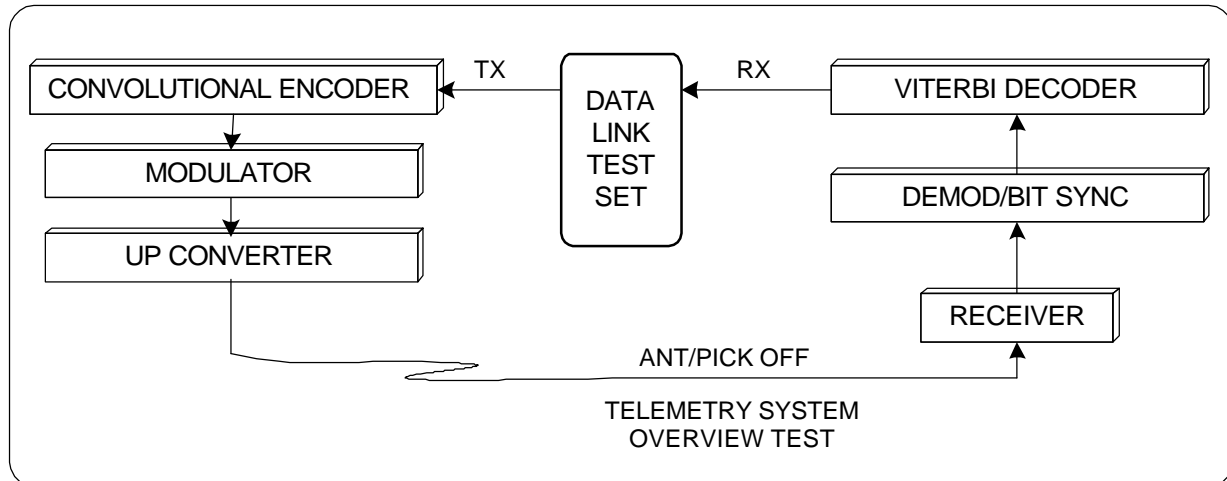 CONVOLUTIONAL ENCODER
TX
DATA
LINK
TEST
SET
RX
VITERBI DECODER
MODULATOR
DEMOD/BIT SYNC
UP CONVERTER
RECEIVER
ANT/PICK OFF
TELEMETRY SYSTEM
OVERVIEW TEST